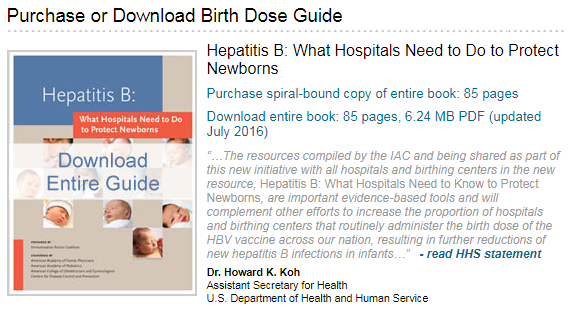 Purchase or Download Birth Dose Guide
Hepatitis B:
What Hospitals Need to Do
to Protect Newborns
Download
Entire Guide
PREPARED BY
Immunization Action Coalition
American Academy of Family Physicians
American Academy of Pediatrics
American College of Obstetricians and Gynecologists
Centers for Disease Control and Prevention
Hepatitis B: What Hospitals Need to Do to Protect
Newborns
Purchase spiral-bound copy of entire book: 85 pages
Download entire book: 85 pages, 6.24 MB PDF (updated
July 2016)
“…The resources compiled by the IAC and being shared as part of
this new initiative with all hospitals and birthing centers in the new
resource, Hepatitis B: What Hospitals Need to Know to Protect
Newborns, are important evidence-based tools and will
complement other efforts to increase the proportion of hospitals
and birthing centers that routinely administer the birth dose of the
HBV vaccine across our nation, resulting in further reductions of
new hepatitis B infections in infants…” - read HHS statement
Dr. Howard K. Koh
Assistant Secretary for Health
U.S. Department of Health and Human Service